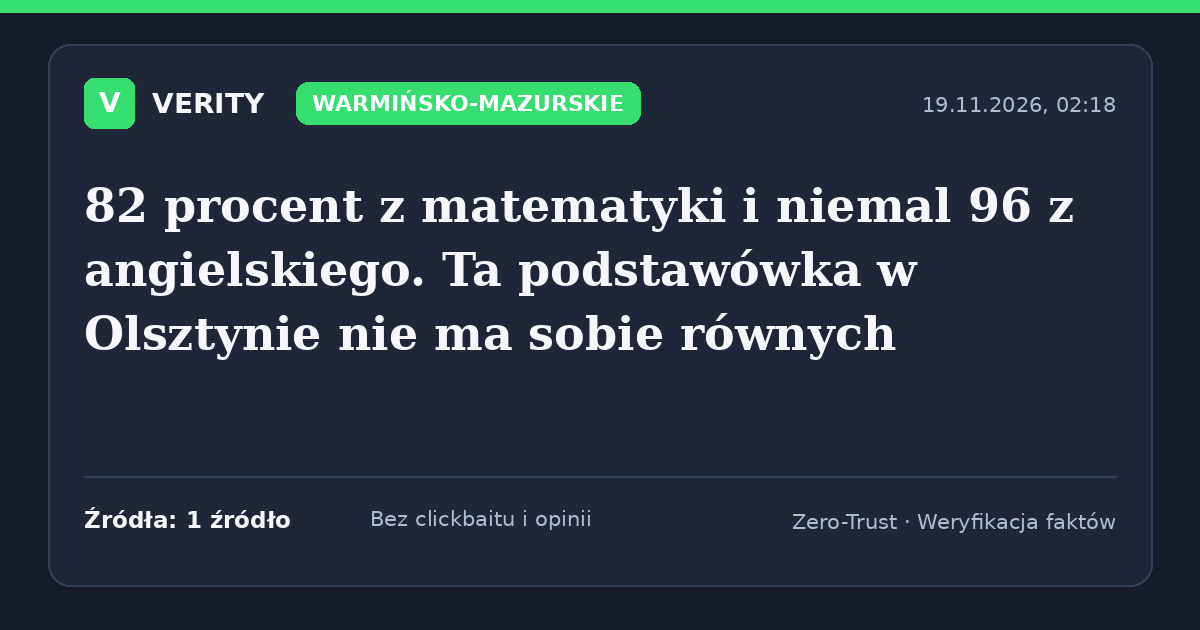 V VERITY WARMIŃSKO-MAZURSKIE 19.11.2026, 02:18
82 procent z matematyki i niemal 96 z
angielskiego. Ta podstawówka w
Olsztynie nie ma sobie równych
Źródła: 1 źródło Bez clickbaitu i opinii Zero-Trust · Weryfikacja faktów